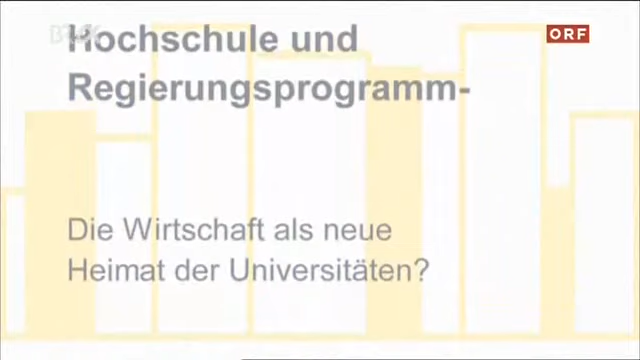 ORF
Hochschule und
Regierungsprogramm-
Die Wirtschaft als neue
Heimat der Universitäten?